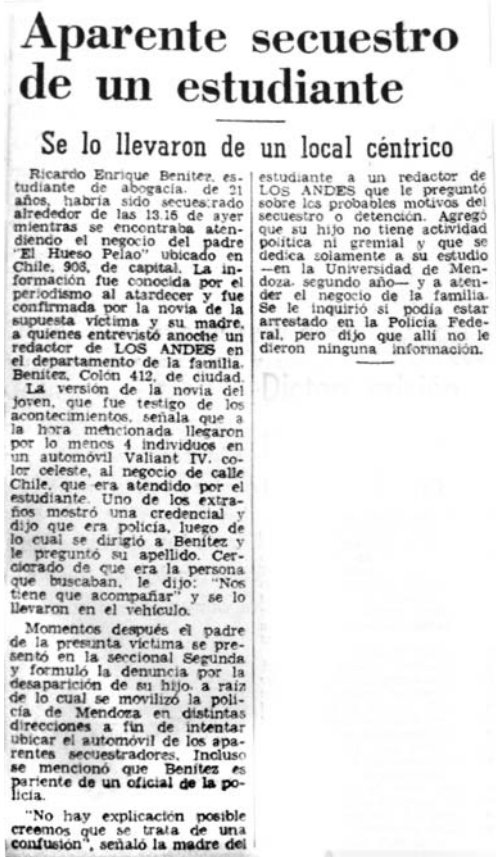 Aparente secuestro
de un estudiante
Se lo llevaron de un local céntrico
Ricardo Enrique Benítez, es-
tudiante de abogacía, de 21
años, habría sido secuestrado
alrededor de las 13.15 de ayer
mientras se encontraba aten-
diendo el negocio del padre
"El Hueso Pelao" ubicado en
Chile, 908, de capital. La in-
formación fue conocida por el
periodismo al atardecer y fue
confirmada por la novia de la
supuesta víctima y su madre,
a quienes entrevistó anoche un
redactor de LOS ANDES en
el departamento de la familia.
Benítez, Colón 412, de ciudad.
La versión de la novia del
joven, que fue testigo de los
acontecimientos, señala que a
la hora mencionada llegaron
por lo menos 4 individuos en
un automóvil Valiant IV, co-
lor celeste, al negocio de calle
Chile, que era atendido por el
estudiante. Uno de los extra-
ños mostró una credencial y
dijo que era policía, luego de
lo cual se dirigió a Benítez y
le preguntó su apellido. Cer-
ciorado de que era la persona
que buscaban, le dijo: "Nos
tiene que acompañar" y se lo
llevaron en el vehículo.
Momentos después el padre
de la presunta víctima se pre-
sentó en la seccional Segunda
y formuló la denuncia por la
desaparición de su hijo, a raíz
de lo cual se movilizó la poli-
cía de Mendoza en distintas
direcciones a fin de intentar
ubicar el automóvil de los apa-
rentes secuestradores. Incluso
se mencionó que Benítez es
pariente de un oficial de la po-
licía.
"No hay explicación posible
creemos que se trata de una
confusión", señaló la madre del
estudiante a un redactor de
LOS ANDES que le preguntó
sobre los probables motivos del
secuestro o detención. Agregó
que su hijo no tiene actividad
política ni gremial y que se
dedica solamente a su estudio
—en la Universidad de Men-
doza, segundo año— y a aten-
der el negocio de la familia.
Se le inquirió si podía estar
arrestado en la Policía Fede-
ral, pero dijo que allí no le
dieron ninguna información.